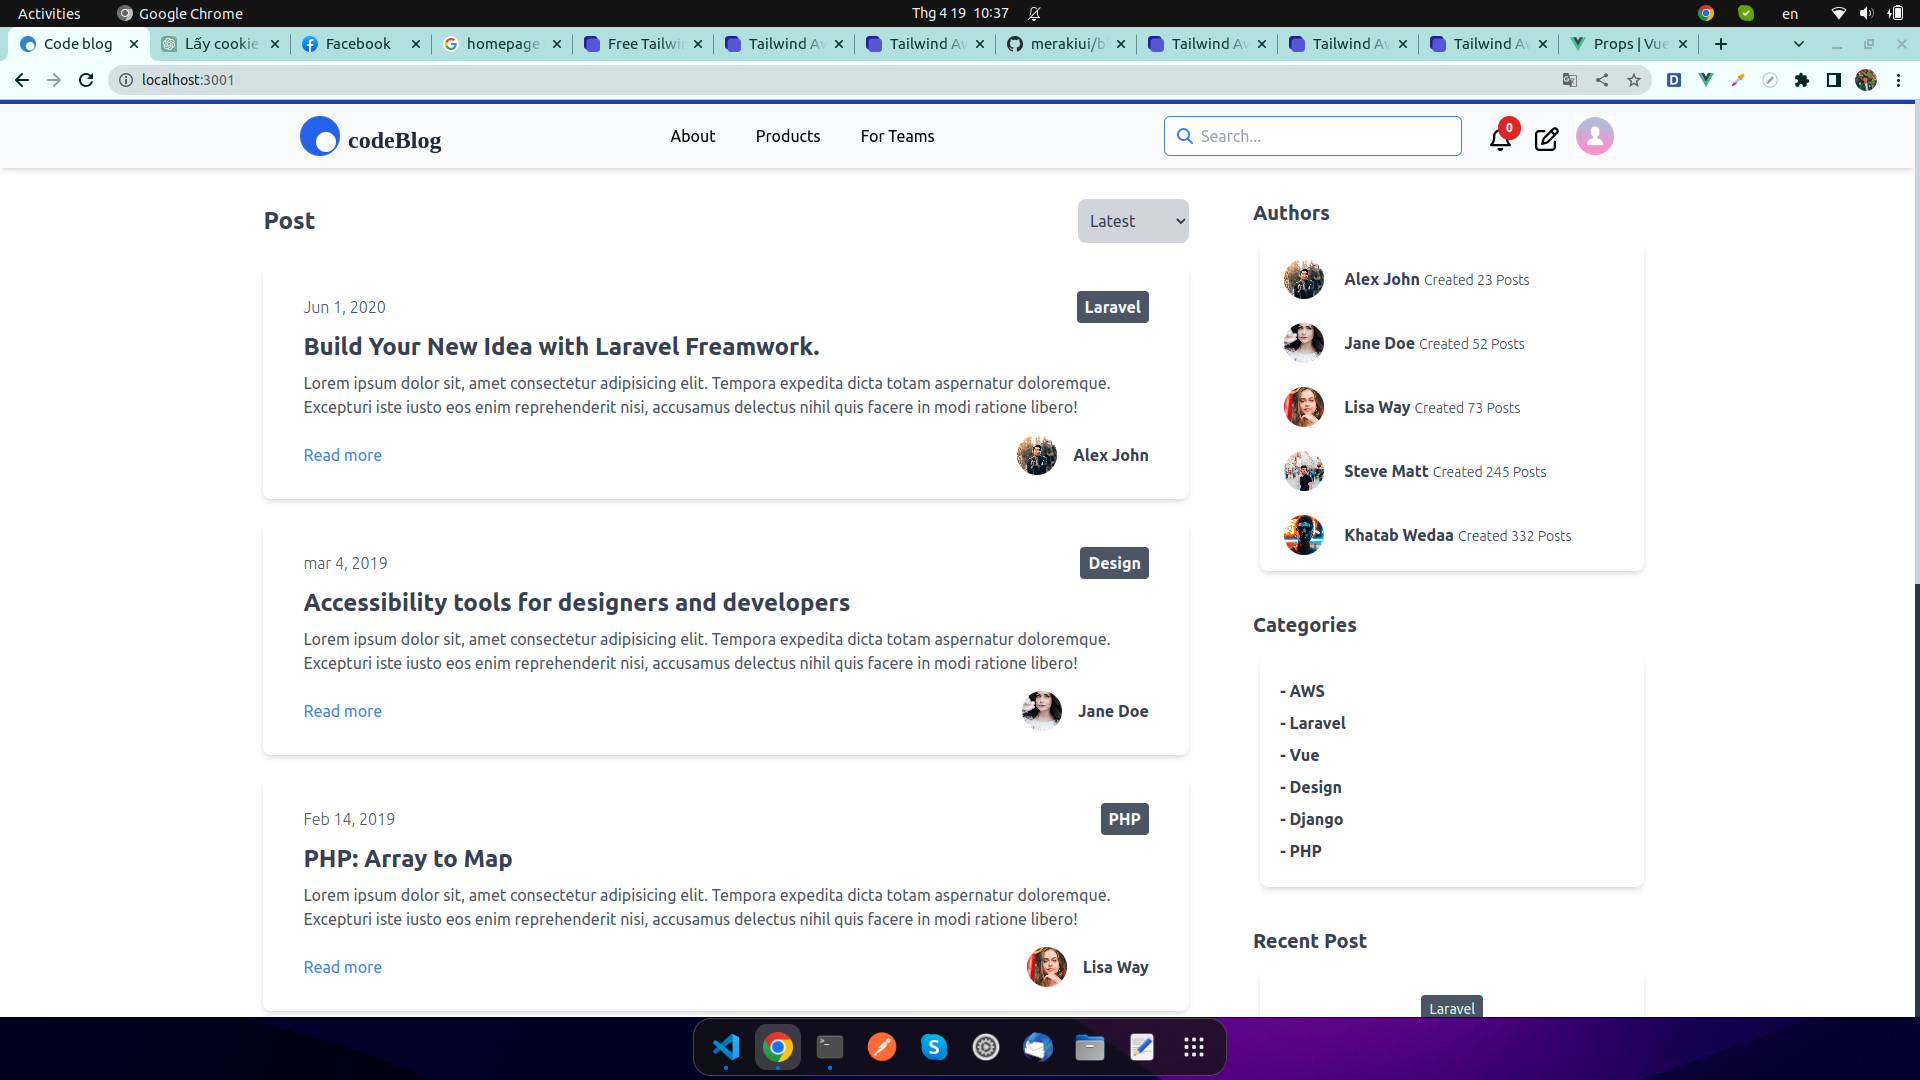 Activities
Google Chrome
Thg 4 19 10:37
en
Code blog
Lấy cookie
Facebook
homepage
Free Tailwi
Tailwind Aw
Tailwind Aw
merakiui/b
Tailwind Aw
Tailwind Aw
Tailwind Aw
Props | Vue
localhost:3001
codeBlog
About
Products
For Teams
Search...
0
Post
Latest
Jun 1, 2020
Laravel
Build Your New Idea with Laravel Freamwork.
Lorem ipsum dolor sit, amet consectetur adipisicing elit. Tempora expedita dicta totam aspernatur doloremque.
Excepturi iste iusto eos enim reprehenderit nisi, accusamus delectus nihil quis facere in modi ratione libero!
Read more
Alex John
mar 4, 2019
Design
Accessibility tools for designers and developers
Lorem ipsum dolor sit, amet consectetur adipisicing elit. Tempora expedita dicta totam aspernatur doloremque.
Excepturi iste iusto eos enim reprehenderit nisi, accusamus delectus nihil quis facere in modi ratione libero!
Read more
Jane Doe
Feb 14, 2019
PHP
PHP: Array to Map
Lorem ipsum dolor sit, amet consectetur adipisicing elit. Tempora expedita dicta totam aspernatur doloremque.
Excepturi iste iusto eos enim reprehenderit nisi, accusamus delectus nihil quis facere in modi ratione libero!
Read more
Lisa Way
Authors
Alex John Created 23 Posts
Jane Doe Created 52 Posts
Lisa Way Created 73 Posts
Steve Matt Created 245 Posts
Khatab Wedaa Created 332 Posts
Categories
- AWS
- Laravel
- Vue
- Design
- Django
- PHP
Recent Post
Laravel